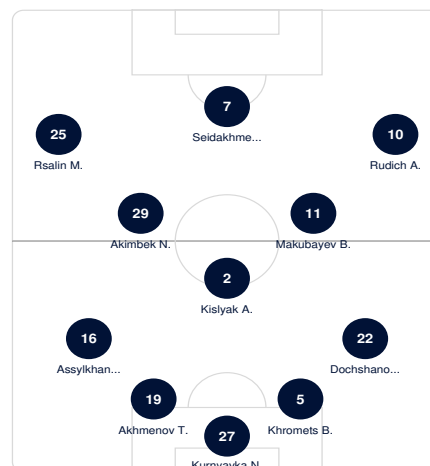 7
Seidakhme...
25
Rsalin M.
10
Rudich A.
29
Akimbek N.
11
Makubayev B.
2
Kislyak A.
16
Assylkhan...
22
Dochshano...
19
Akhmenov T.
5
Khromets B.
27
Kurnyavka N.